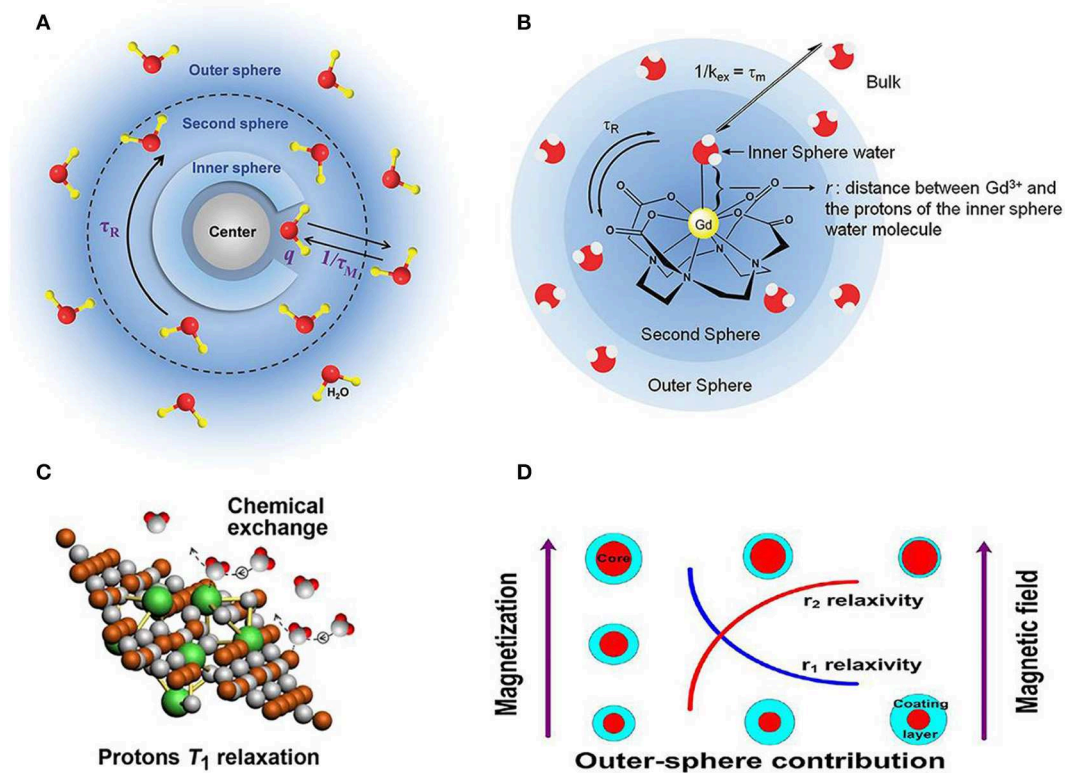 A
Outer sphere
Second sphere
Inner sphere
Center
τR
q
1/τM
H2O
B
1/kex = τm
Bulk
τR
Inner Sphere water
r : distance between Gd3+ and
the protons of the inner sphere
water molecule
O
O
O
O
O
O
O
Gd
N
N
N
N
Second Sphere
Outer Sphere
C
Chemical
exchange
Protons T1 relaxation
D
Magnetization
Core
r2 relaxivity
r1 relaxivity
Coating
layer
Magnetic field
Outer-sphere contribution